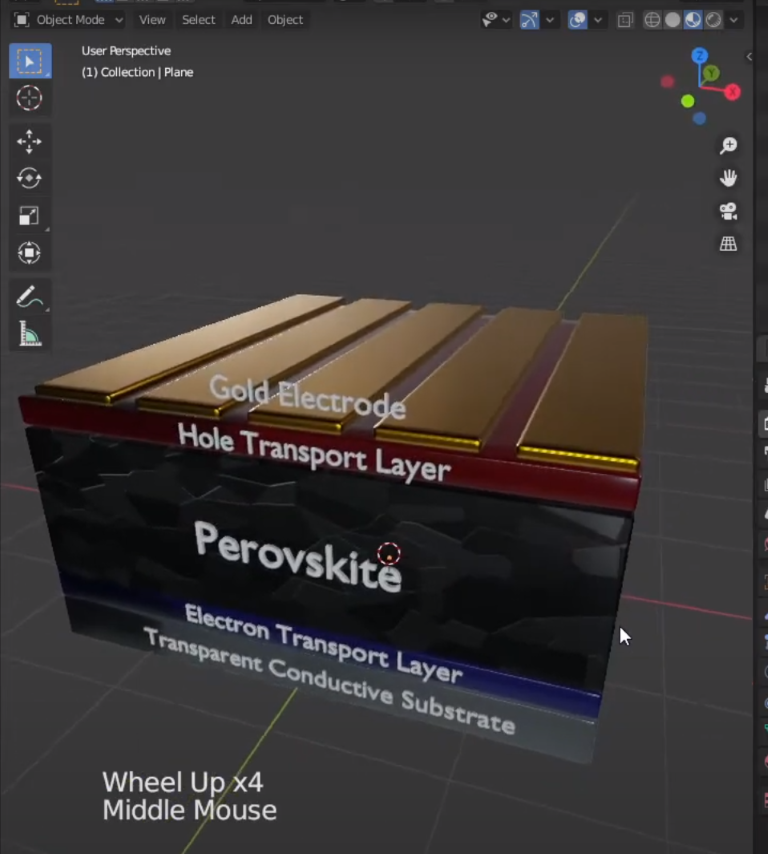 Object Mode View Select Add Object
User Perspective
(1) Collection | Plane
Z
Y
X
Gold Electrode
Hole Transport Layer
Perovskite
Electron Transport Layer
Transparent Conductive Substrate
Wheel Up x4
Middle Mouse